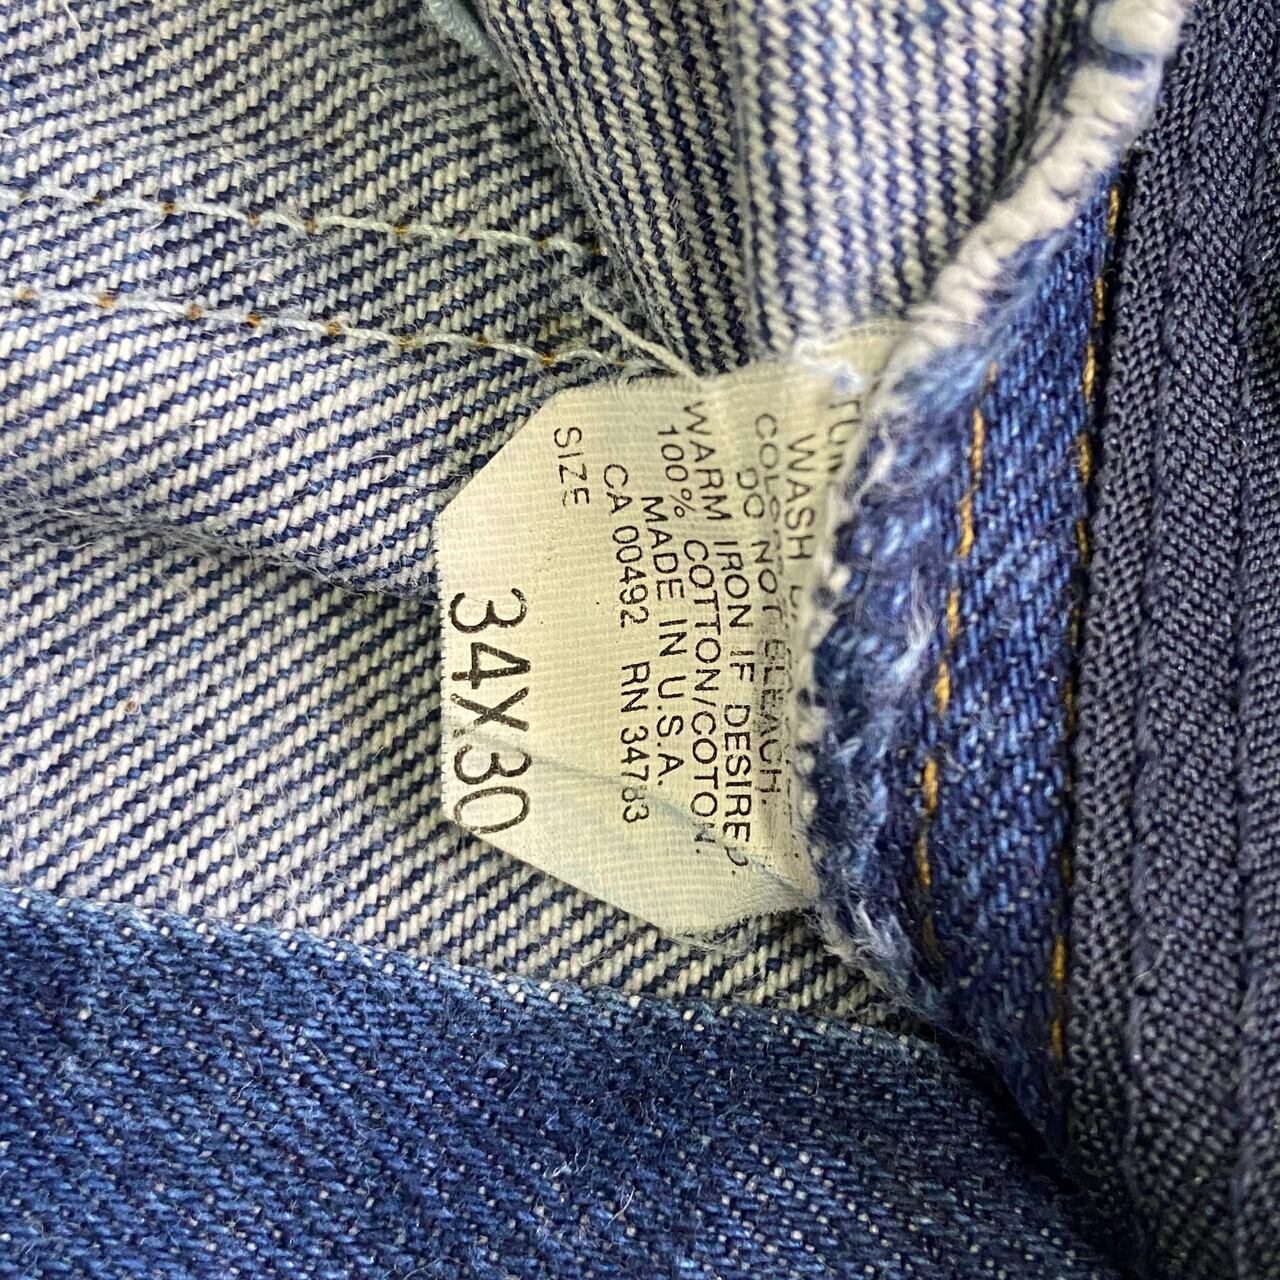 WASH
COLOR
DO NOT BLEACH.
WARM IRON IF DESIRED.
100% COTTON/COTON.
MADE IN U.S.A.
CA 00492 RN 34783
SIZE
34X30